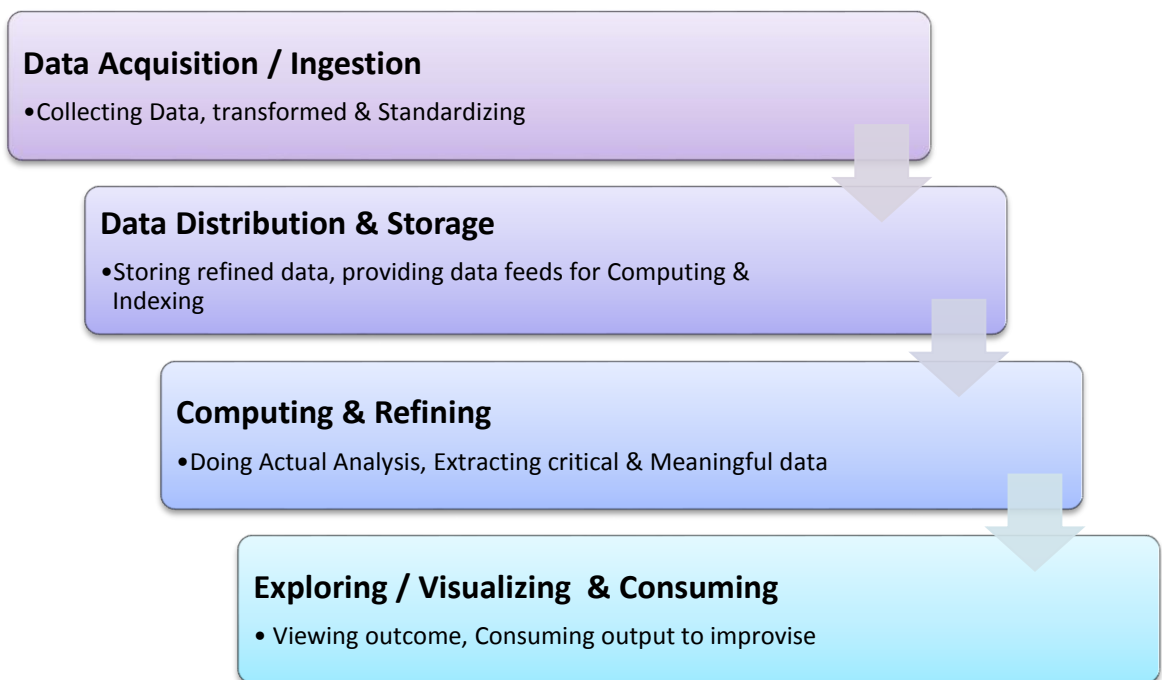 Data Acquisition / Ingestion
•Collecting Data, transformed & Standardizing
Data Distribution & Storage
•Storing refined data, providing data feeds for Computing &
Indexing
Computing & Refining
•Doing Actual Analysis, Extracting critical & Meaningful data
Exploring / Visualizing & Consuming
• Viewing outcome, Consuming output to improvise